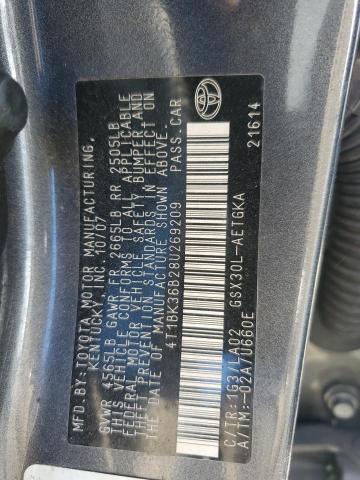 MFD.BY:TOYOTA MOTOR MANUFACTURING,
KENTUCKY, INC. 10/07
GVWR 4565LB GAWR FR 2665LB RR 2505LB
THIS VEHICLE CONFORMS TO ALL APPLICABLE
FEDERAL MOTOR VEHICLE SAFETY, BUMPER, AND
THEFT PREVENTION STANDARDS IN EFFECT ON
THE DATE OF MANUFACTURE SHOWN ABOVE.
4T1BK36B28U269209 PASS.CAR
C/TR:1G3/LA02 GSX30L-AETGKA
A/TM:-02A/U660E 21614